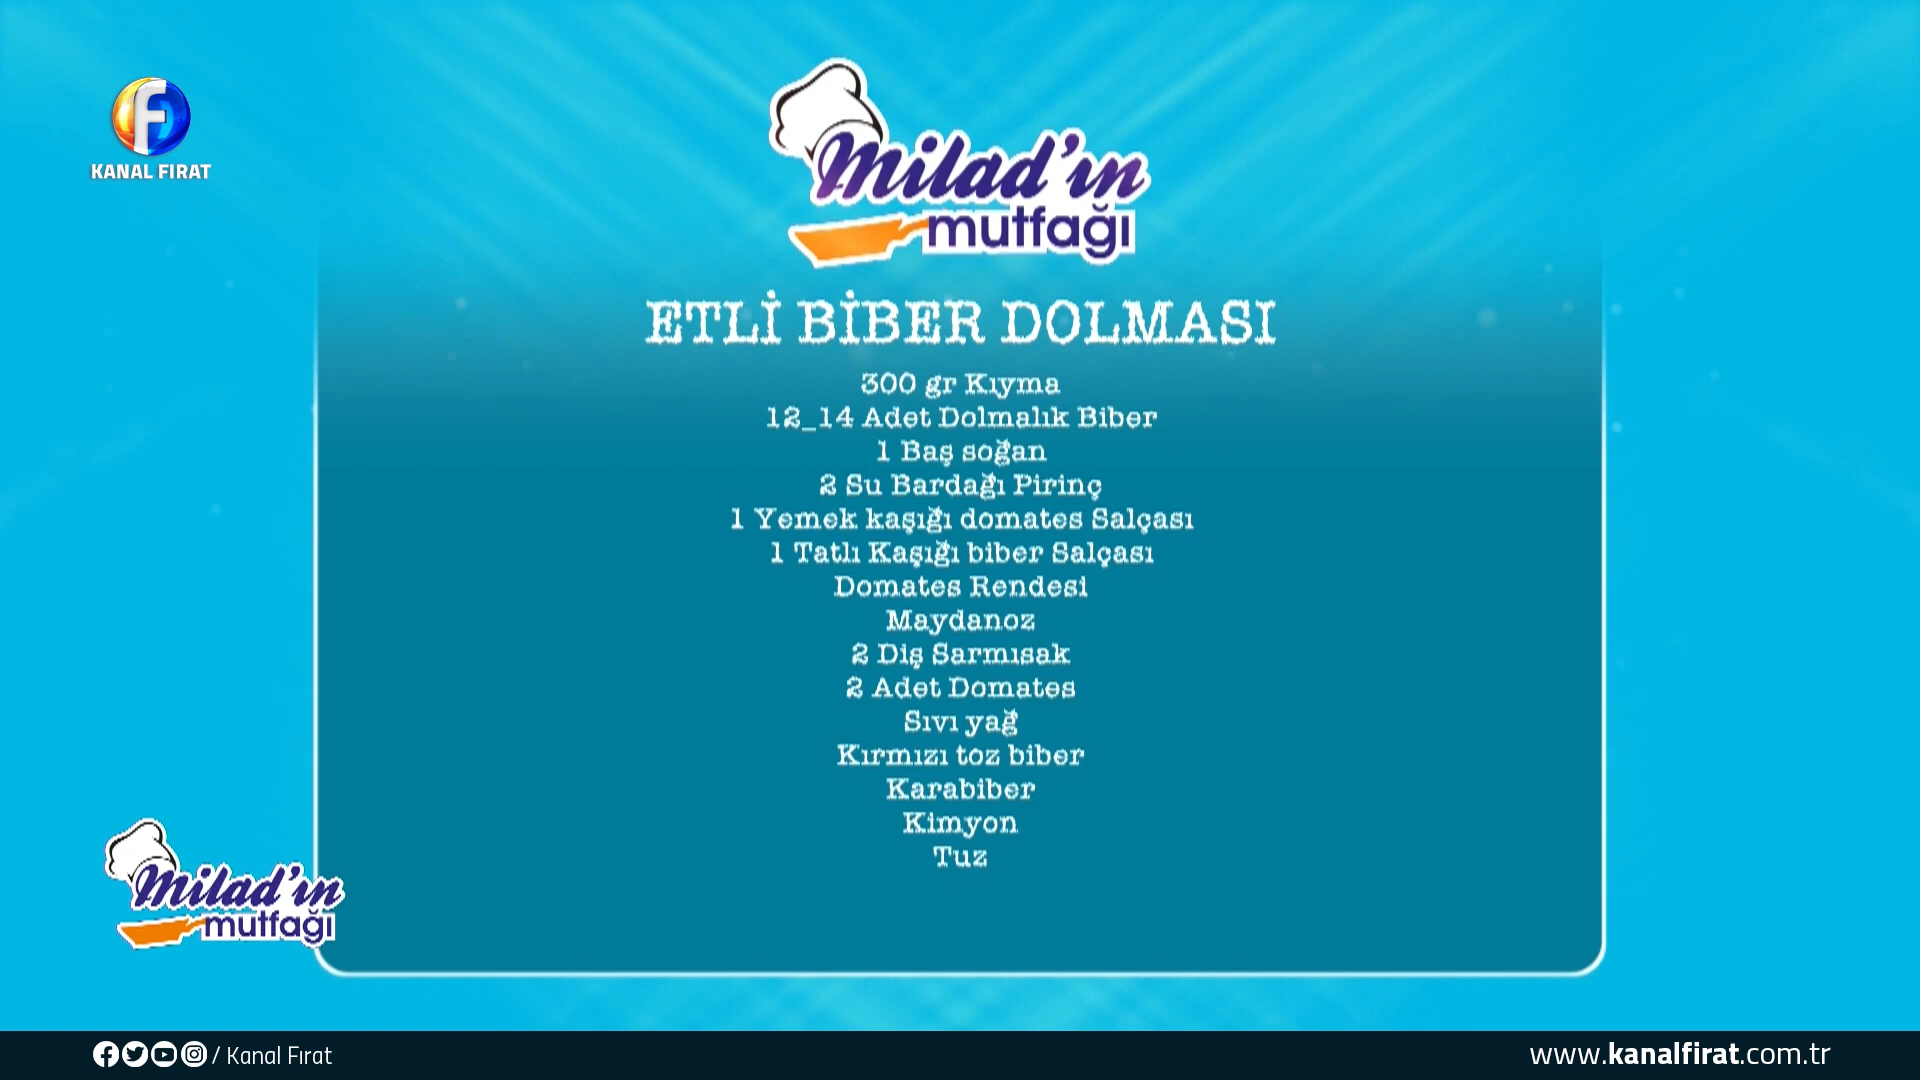 F
KANAL FIRAT
Milad'ın
mutfağı
ETLİ BİBER DOLMASI
300 gr Kıyma
12_14 Adet Dolmalık Biber
1 Baş soğan
2 Su Bardağı Pirinç
1 Yemek kaşığı domates Salçası
1 Tatlı Kaşığı biber Salçası
Domates Rendesi
Maydanoz
2 Diş Sarmısak
2 Adet Domates
Sıvı yağ
Kırmızı toz biber
Karabiber
Kimyon
Tuz
Milad'ın
mutfağı
/ Kanal Fırat
www.kanalfirat.com.tr